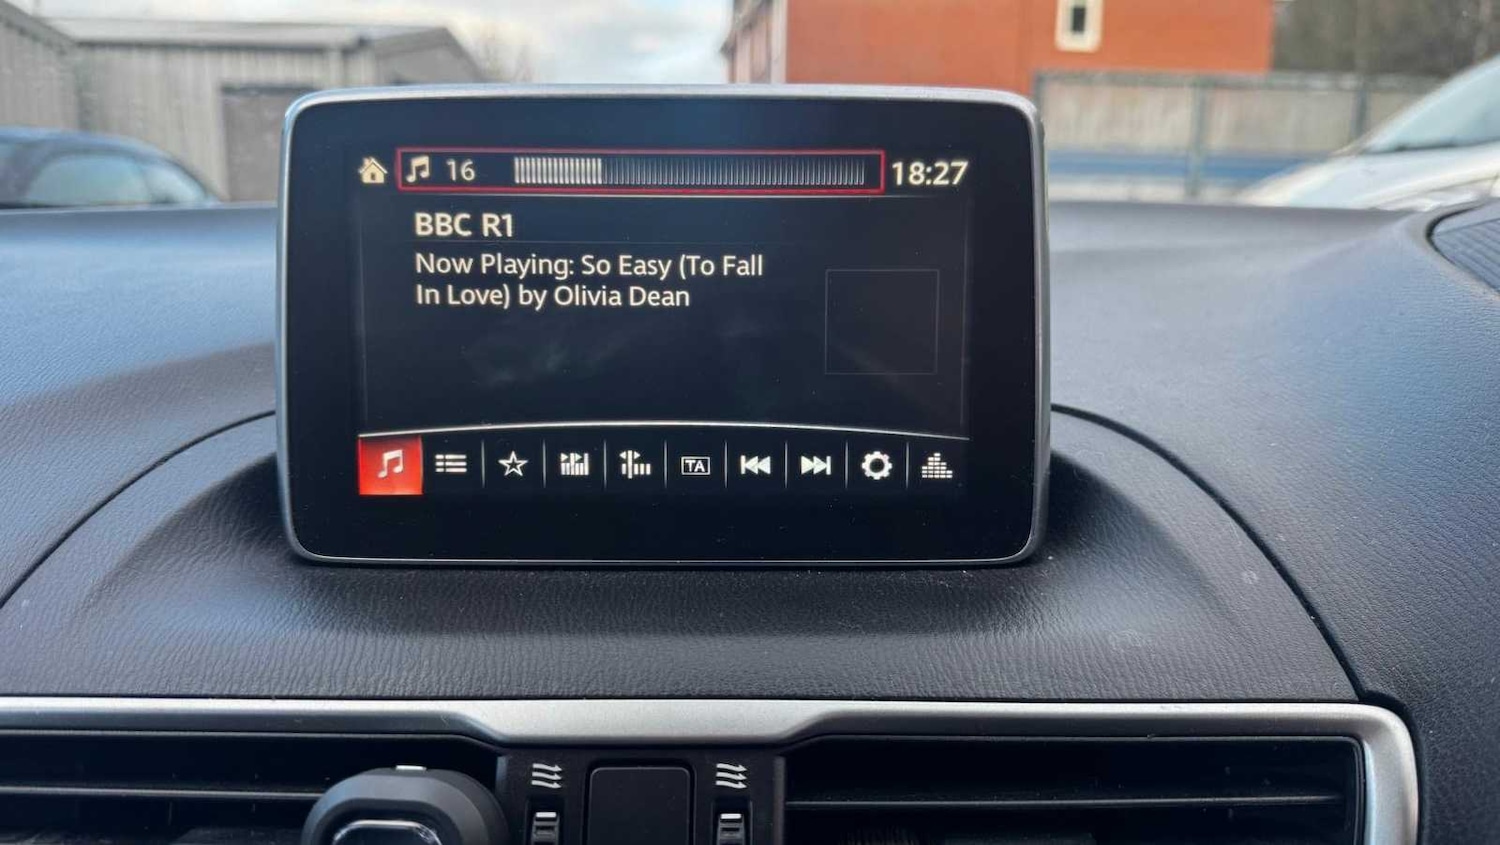 16 18:27
BBC R1
Now Playing: So Easy (To Fall
In Love) by Olivia Dean
TA